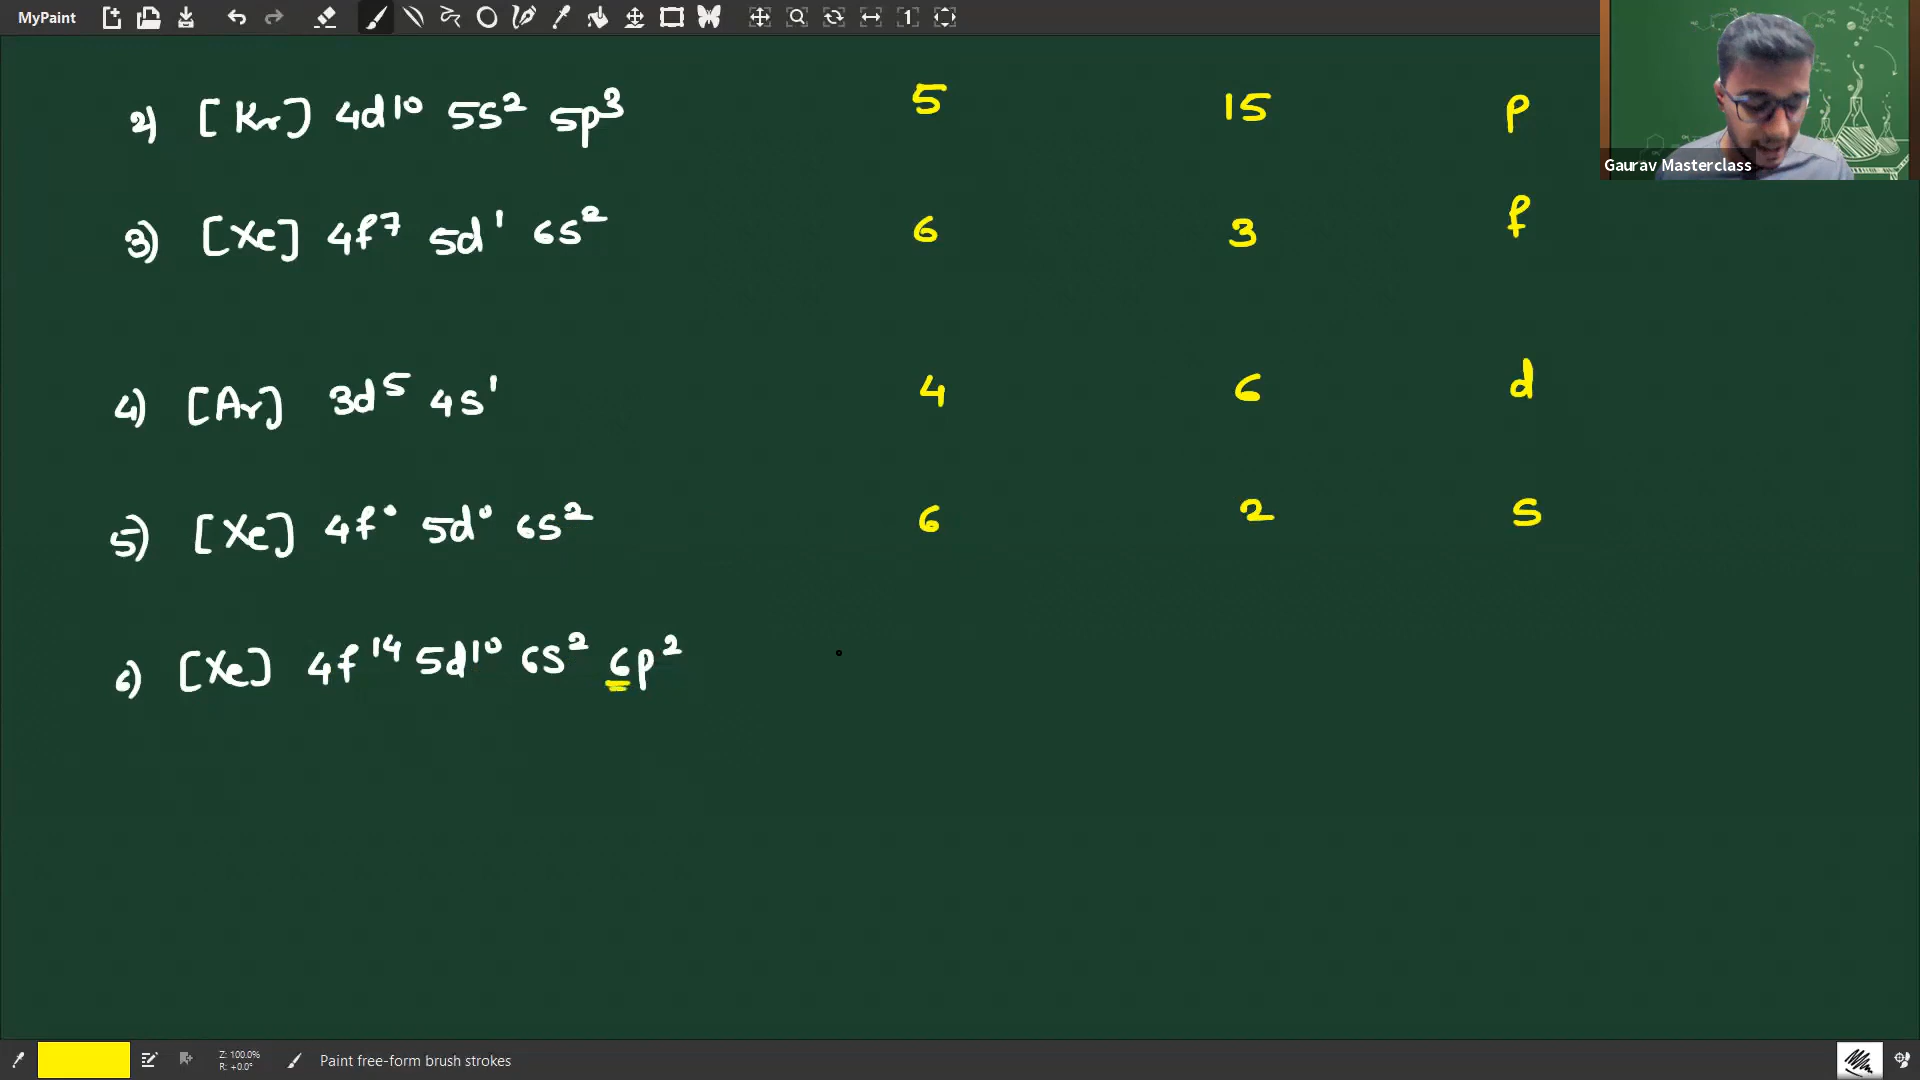 MyPaint
2) [Kr] 4d¹⁰ 5s² 5p³ 5 15 p
Gaurav Masterclass
3) [Xe] 4f⁷ 5d¹ 6s² 6 3 f
4) [Ar] 3d⁵ 4s¹ 4 6 d
5) [Xe] 4f⁰ 5d⁰ 6s² 6 2 s
6) [Xe] 4f¹⁴ 5d¹⁰ 6s² 6p²
Z: 100.0%
R: +0.0°
Paint free-form brush strokes